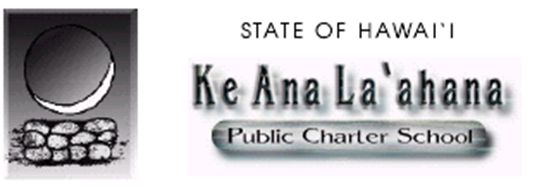 STATE OF HAWAI`I
Ke Ana La`ahana
Public Charter School